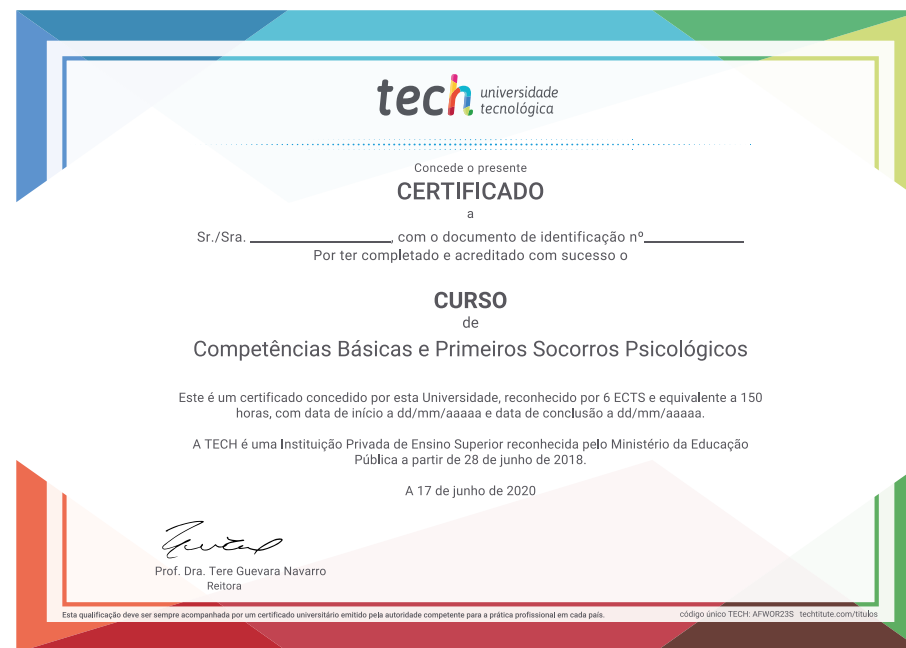 tech universidade
tecnológica
Concede o presente
CERTIFICADO
a
Sr./Sra. ____________________, com o documento de identificação nº______________
Por ter completado e acreditado com sucesso o
CURSO
de
Competências Básicas e Primeiros Socorros Psicológicos
Este é um certificado concedido por esta Universidade, reconhecido por 6 ECTS e equivalente a 150
horas, com data de início a dd/mm/aaaaa e data de conclusão a dd/mm/aaaaa.
A TECH é uma Instituição Privada de Ensino Superior reconhecida pelo Ministério da Educação
Pública a partir de 28 de junho de 2018.
A 17 de junho de 2020
Prof. Dra. Tere Guevara Navarro
Reitora
Esta qualificação deve ser sempre acompanhada por um certificado universitário emitido pela autoridade competente para a prática profissional em cada país.
código único TECH: AFWOR23S techtitute.com/titulos